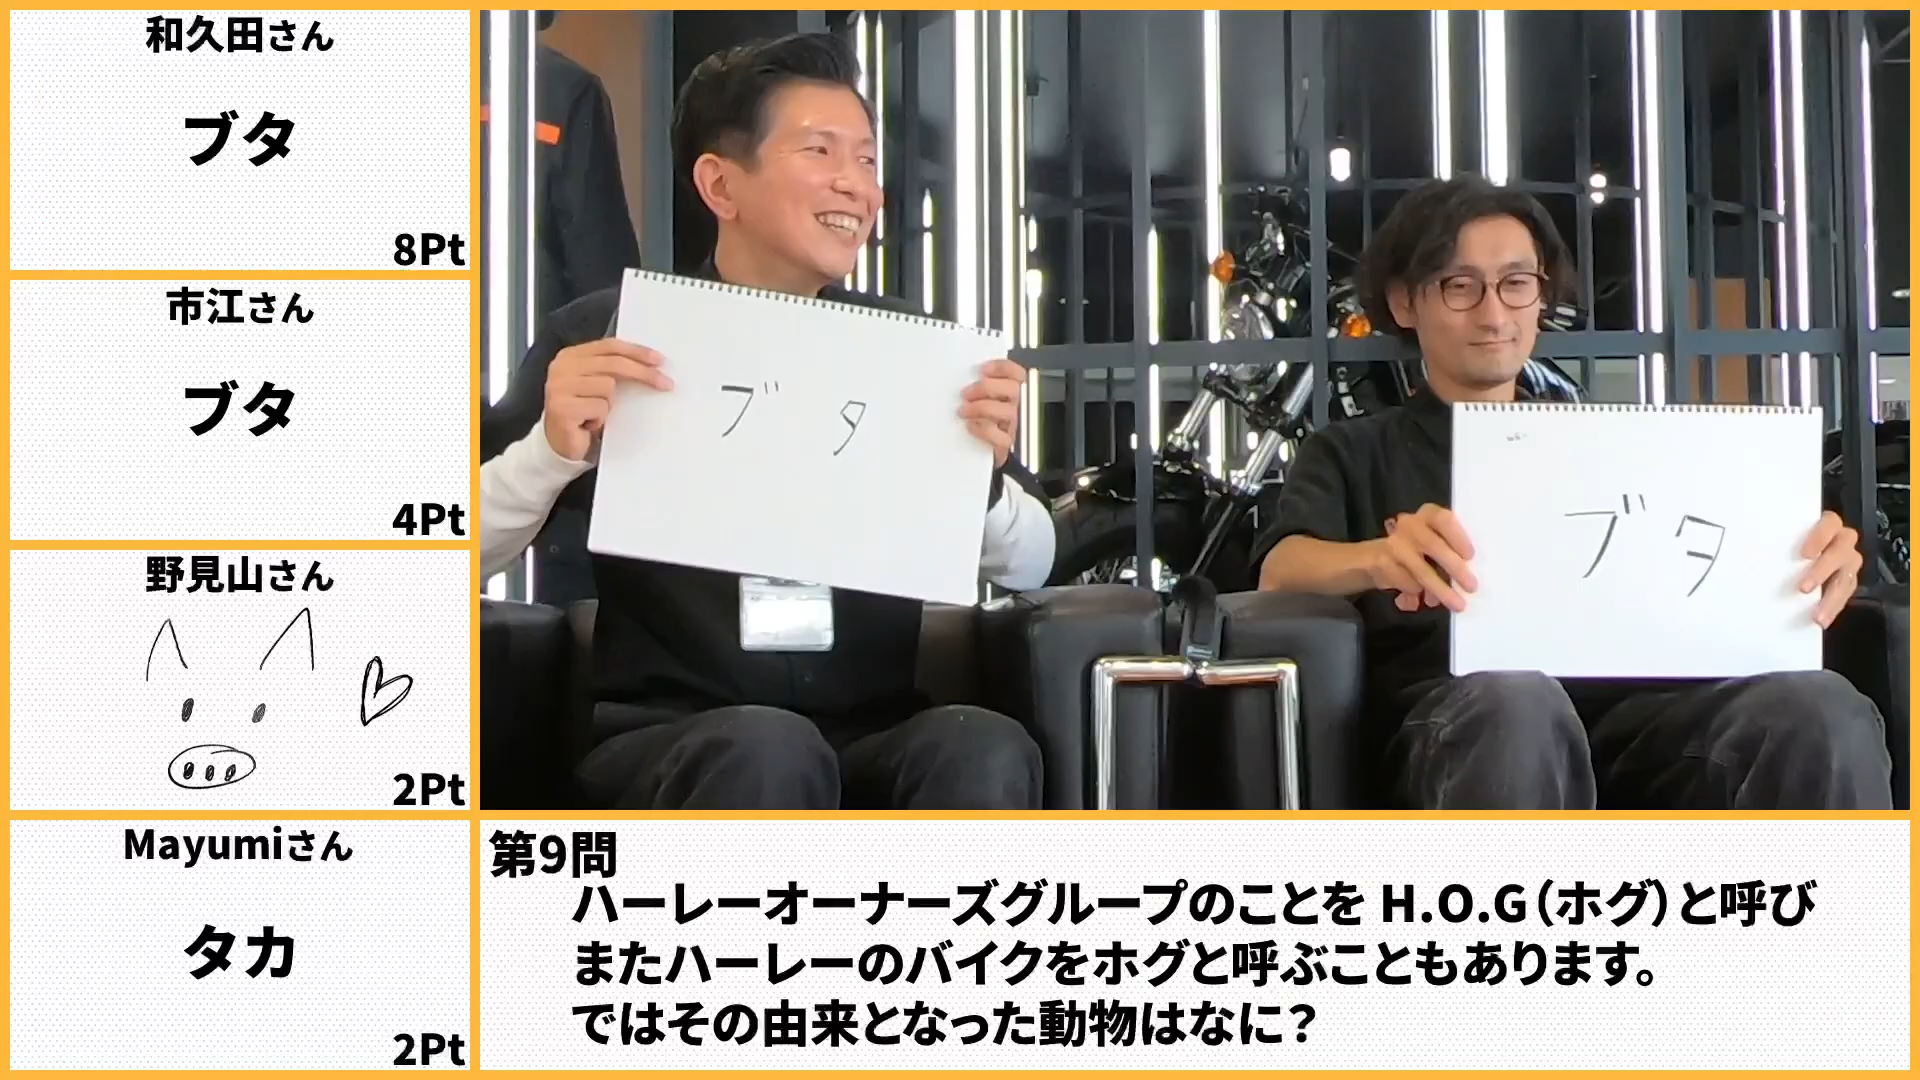 和久田さん
ブタ
8Pt
市江さん
ブタ
4Pt
野見山さん
2Pt
Mayumiさん
タカ
2Pt
ブタ
ブタ
第9問
ハーレーオーナーズグループのことを H.O.G（ホグ）と呼び
またハーレーのバイクをホグと呼ぶこともあります。
ではその由来となった動物はなに？